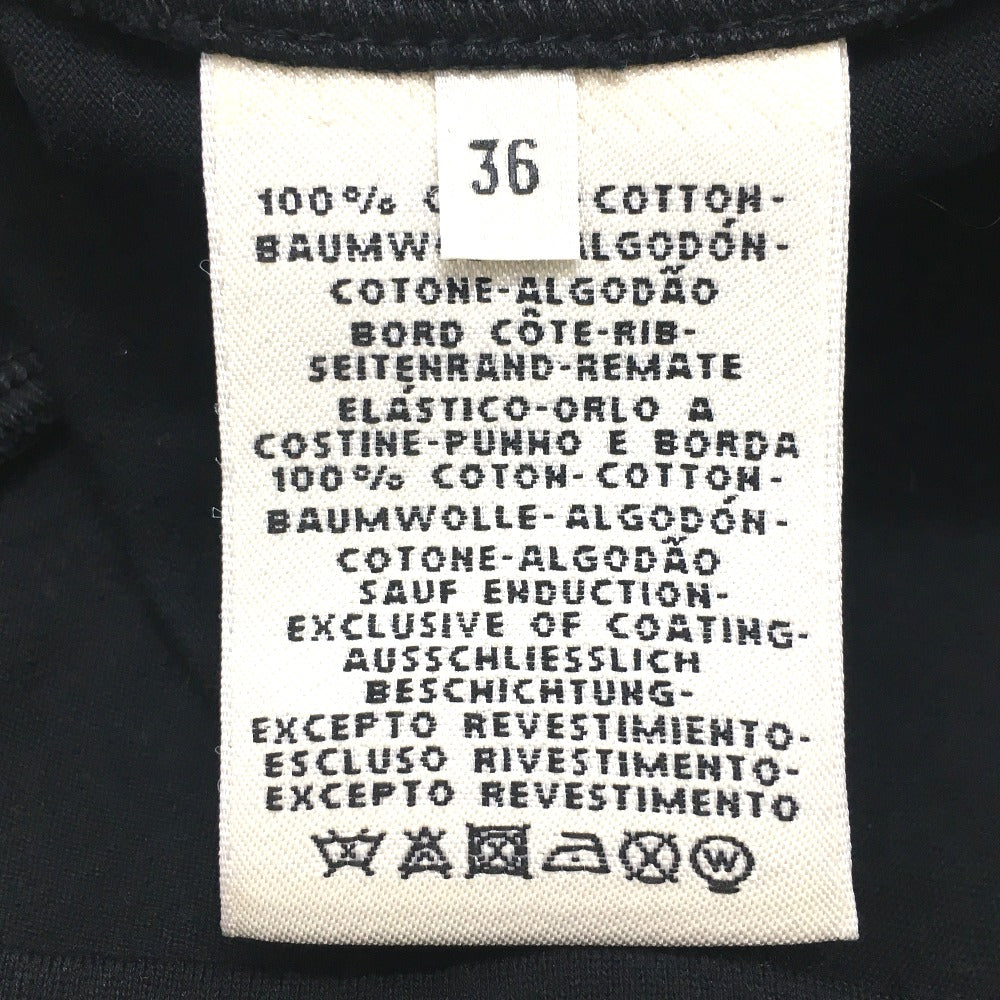 36
100% - COTTON-
ALGODÓN-
COTONE-ALGODÃO
BORD CÔTE-RIB-
SEITENRAND-REMATE
ELÁSTICO-ORLO A
COSTINE-PUNHO E BORDA
100% COTON-COTTON-
BAUMWOLLE-ALGODÓN-
COTONE-ALGODÃO
SAUF ENDUCTION-
EXCLUSIVE OF COATING-
AUSSCHLIESSLICH
BESCHICHTUNG-
EXCEPTO REVESTIMIENTO-
ESCLUSO RIVESTIMENTO-
EXCEPTO REVESTIMENTO
W